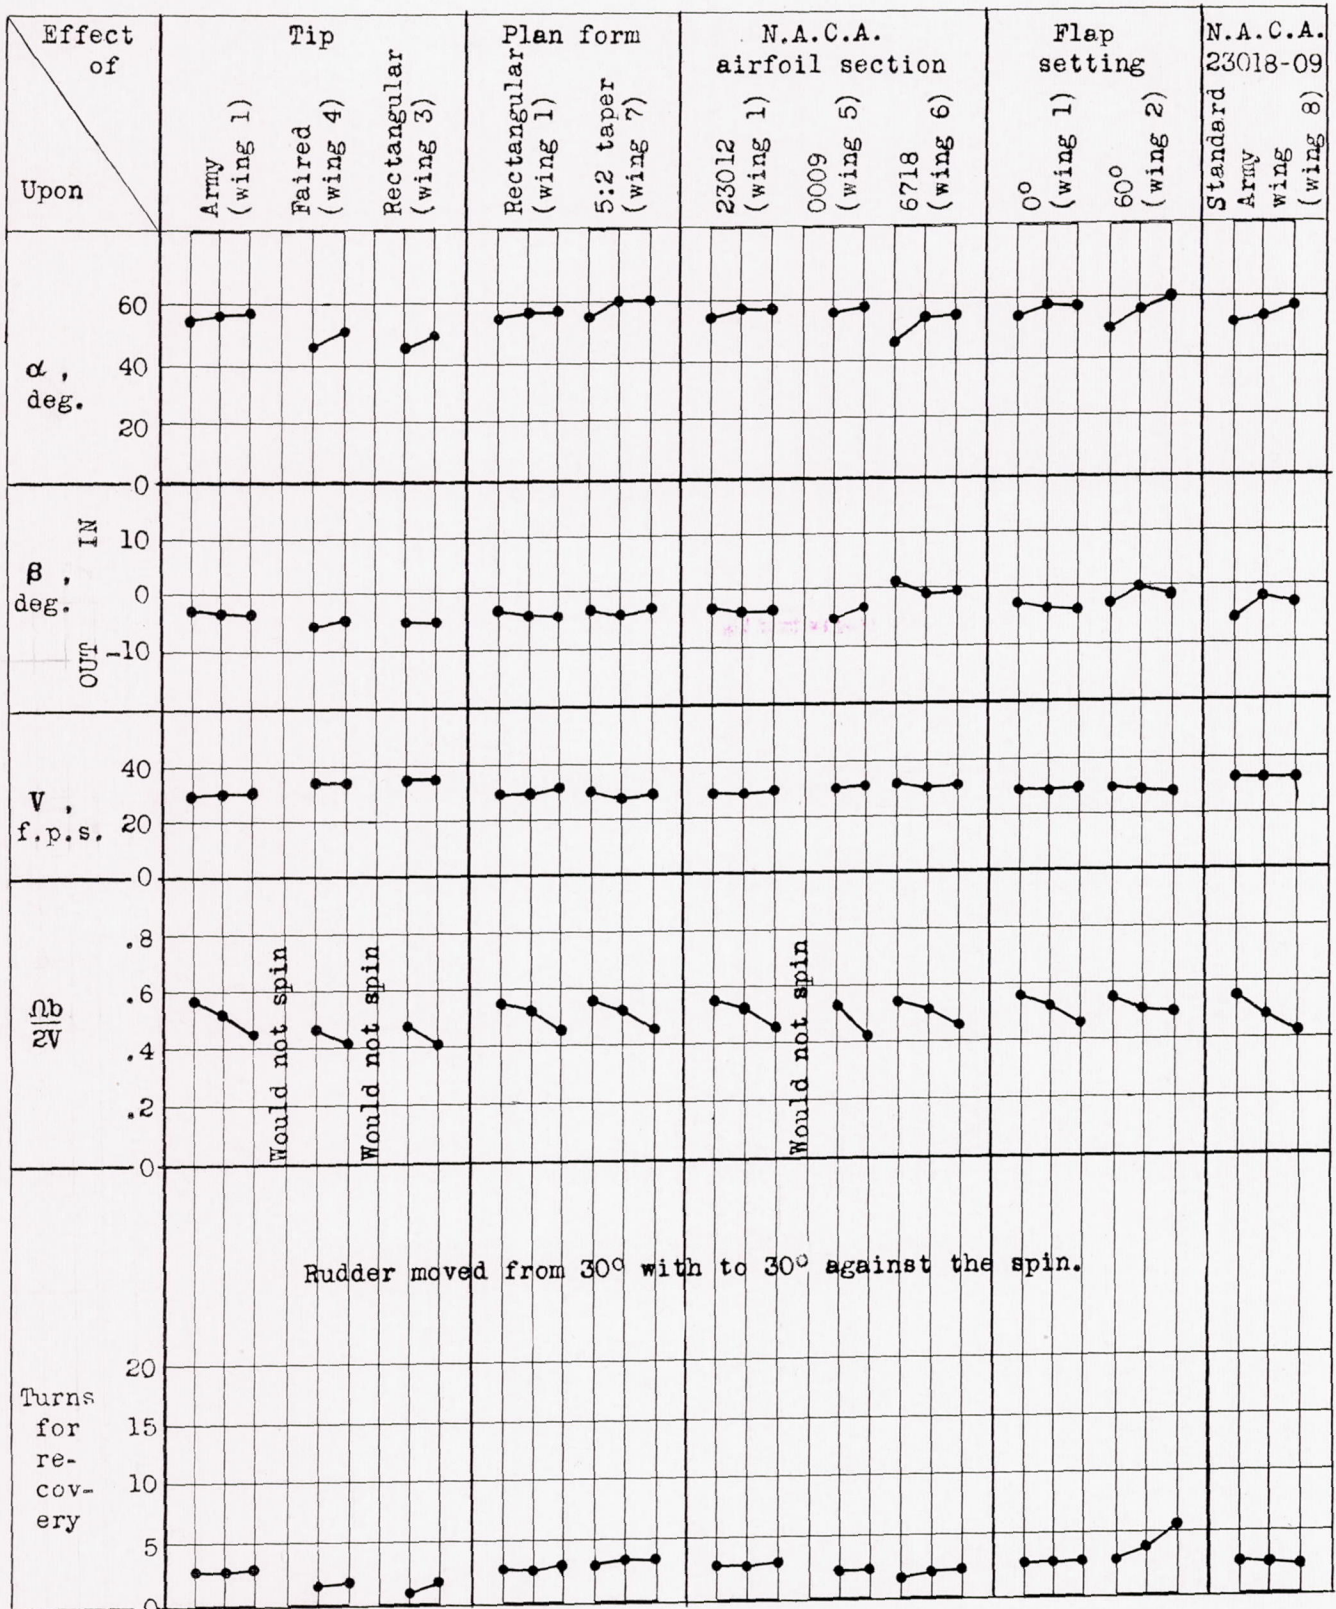 Effect of
Upon
Tip
Army (wing 1)
Faired (wing 4)
Rectangular (wing 3)
Plan form
Rectangular (wing 1)
5:2 taper (wing 7)
N.A.C.A.
airfoil section
23012 (wing 1)
0009 (wing 5)
6718 (wing 6)
Flap
setting
0° (wing 1)
60° (wing 2)
N.A.C.A.
23018-09
Standard Army wing (wing 8)
α ,
deg.
60
40
20
0
β ,
deg.
IN
OUT
10
0
-10
V ,
f.p.s.
40
20
0
Ωb
2V
.8
.6
.4
.2
0
Would not spin
Would not spin
Would not spin
Rudder moved from 30° with to 30° against the spin.
Turns
for
re-
cov-
ery
20
15
10
5
0